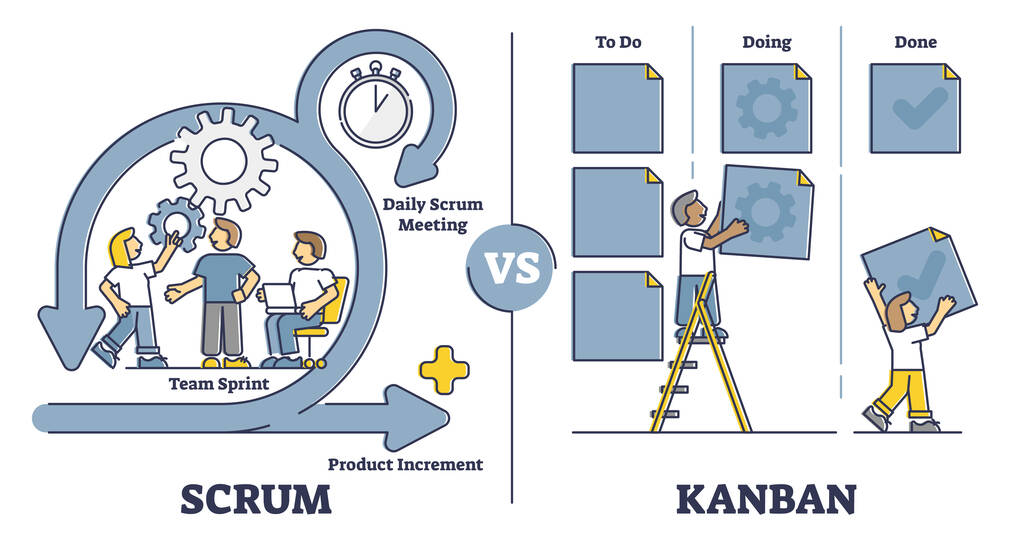 Daily Scrum
Meeting
Team Sprint
Product Increment
SCRUM
VS
To Do
Doing
Done
KANBAN